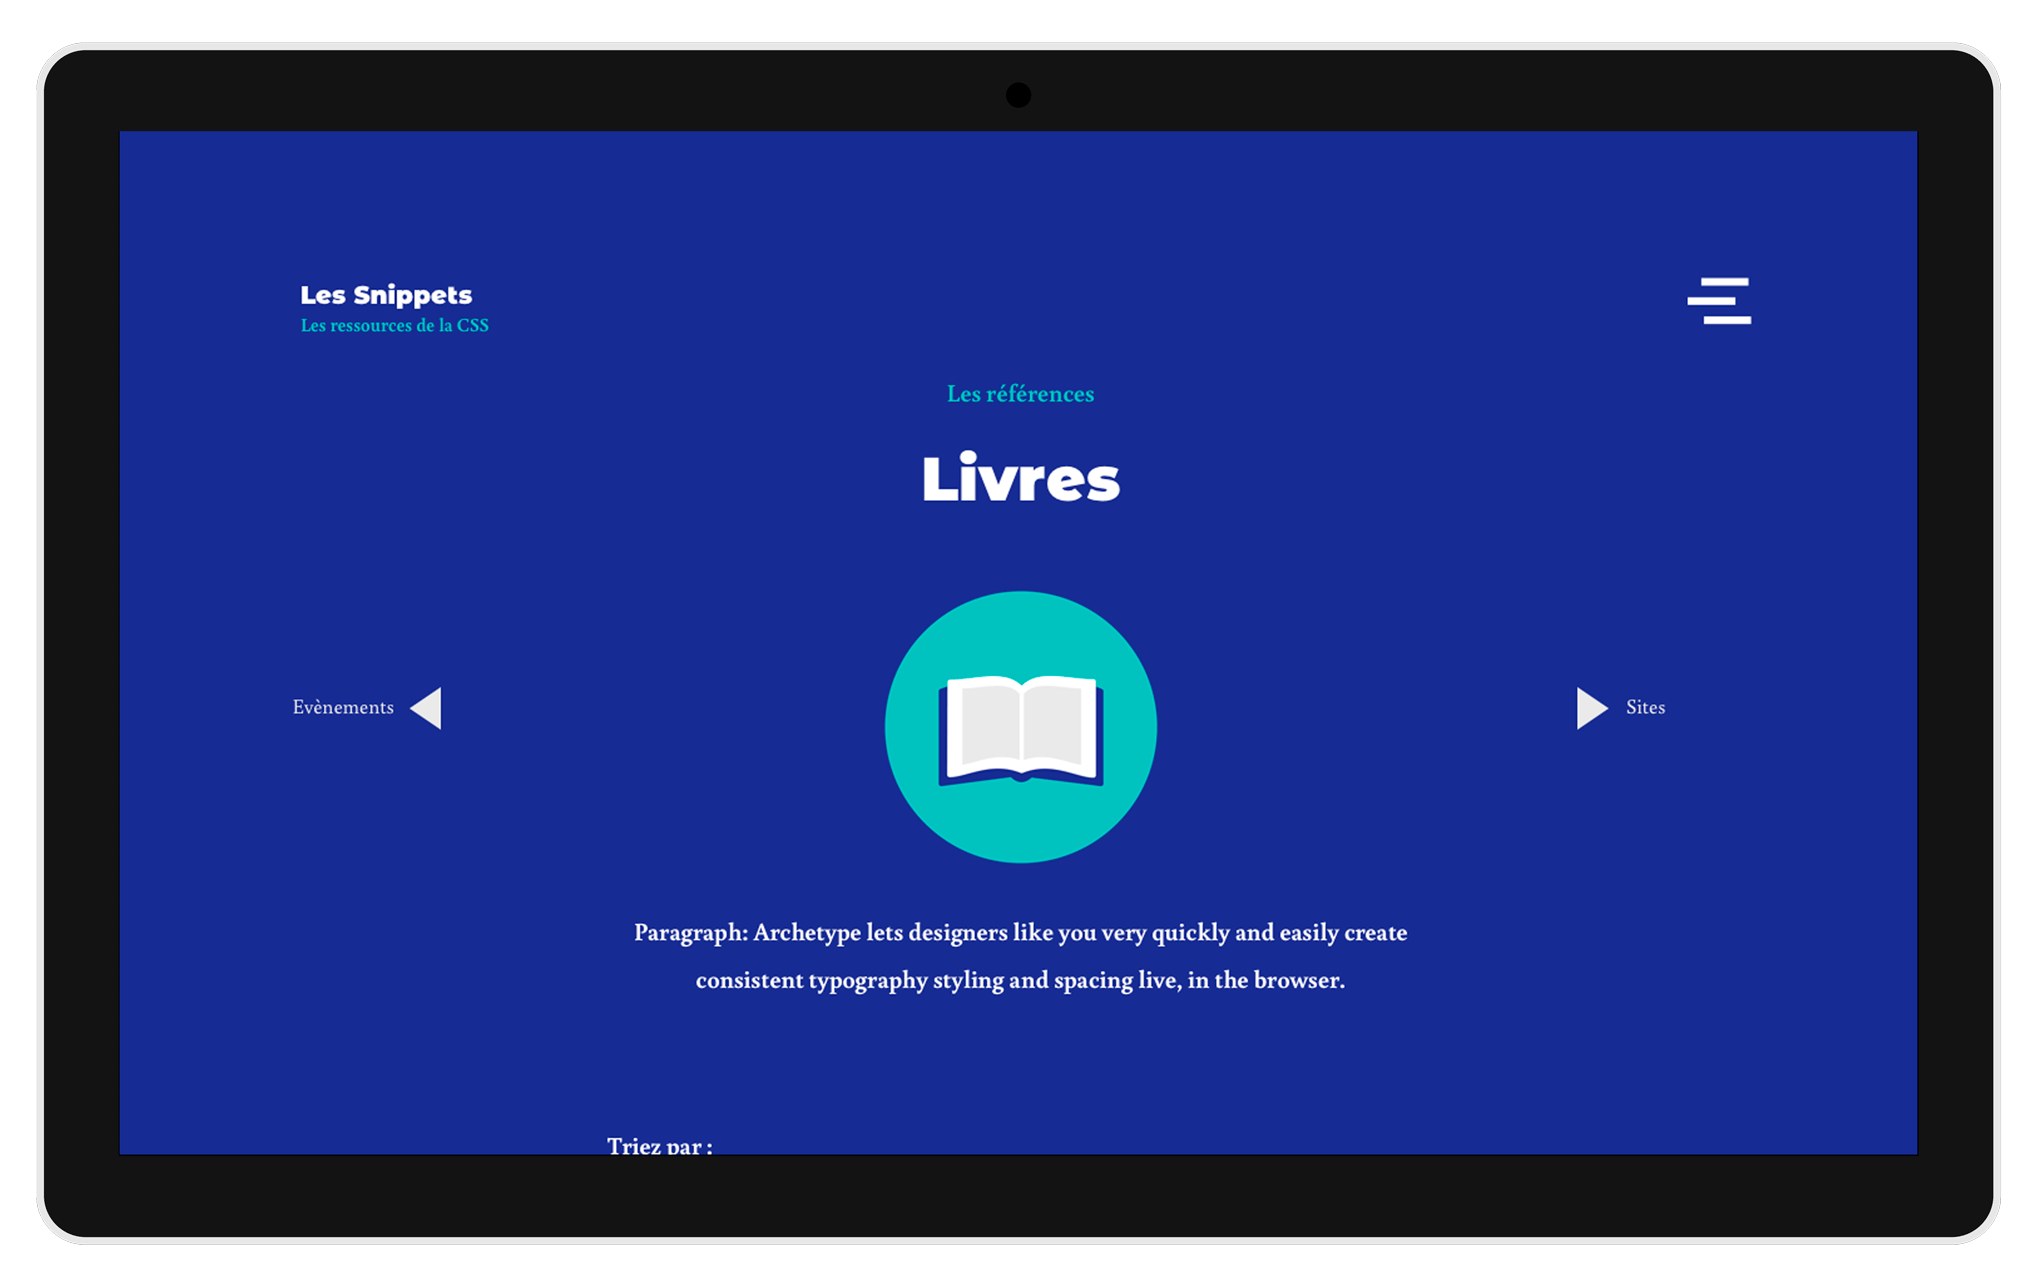 Les Snippets
Les ressources de la CSS
Les références
Livres
Evènements
Sites
Paragraph: Archetype lets designers like you very quickly and easily create
consistent typography styling and spacing live, in the browser.
Triez par :